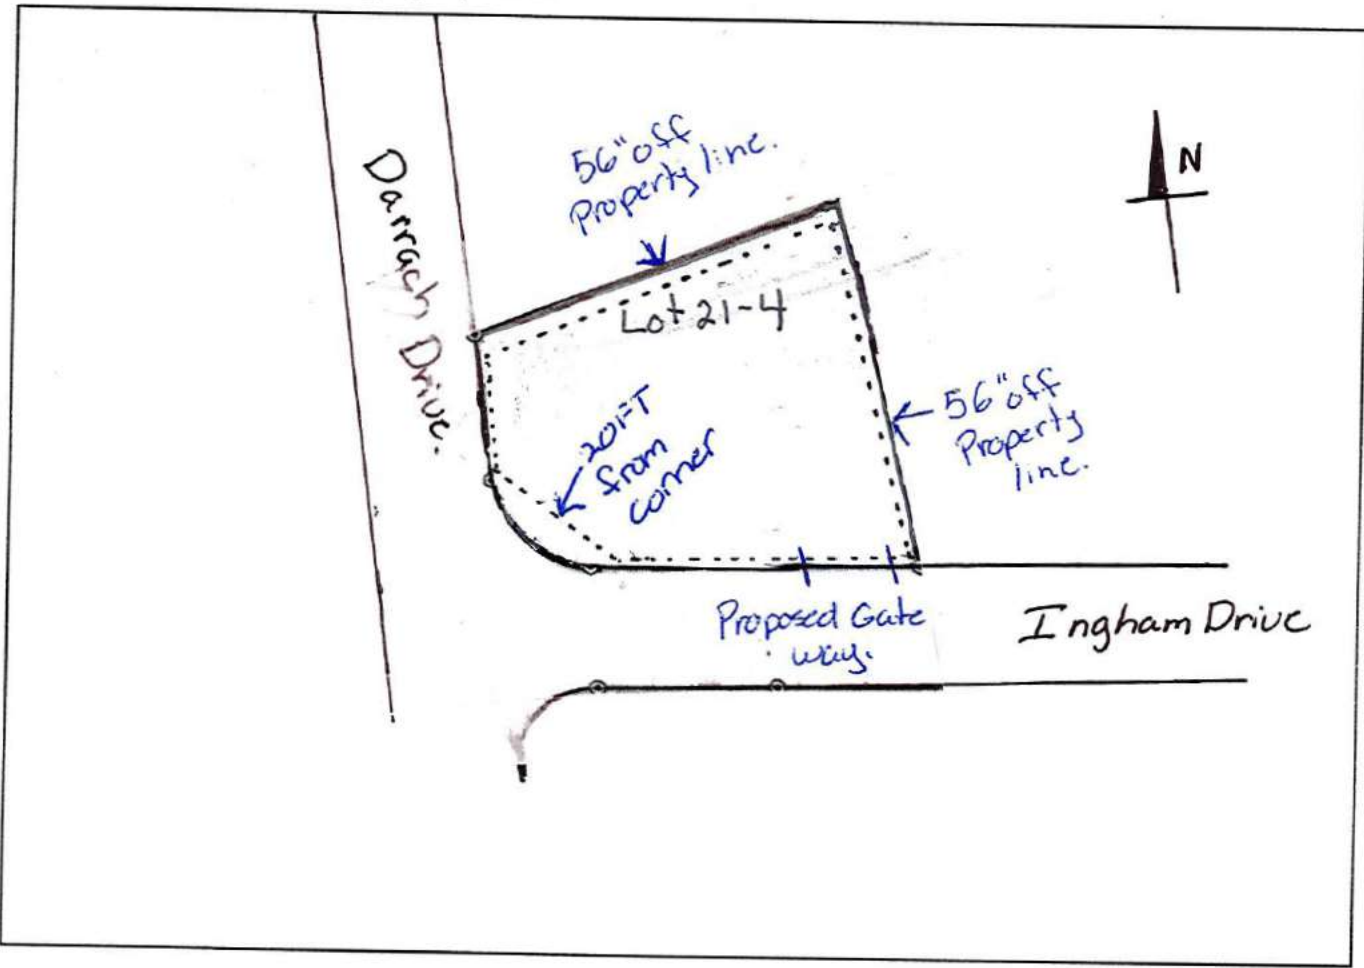 56" off
Property line.
N
Darrach Drive.
Lot 21-4
56" off
Property
line.
20FT
from
corner
Proposed Gate
way.
Ingham Drive